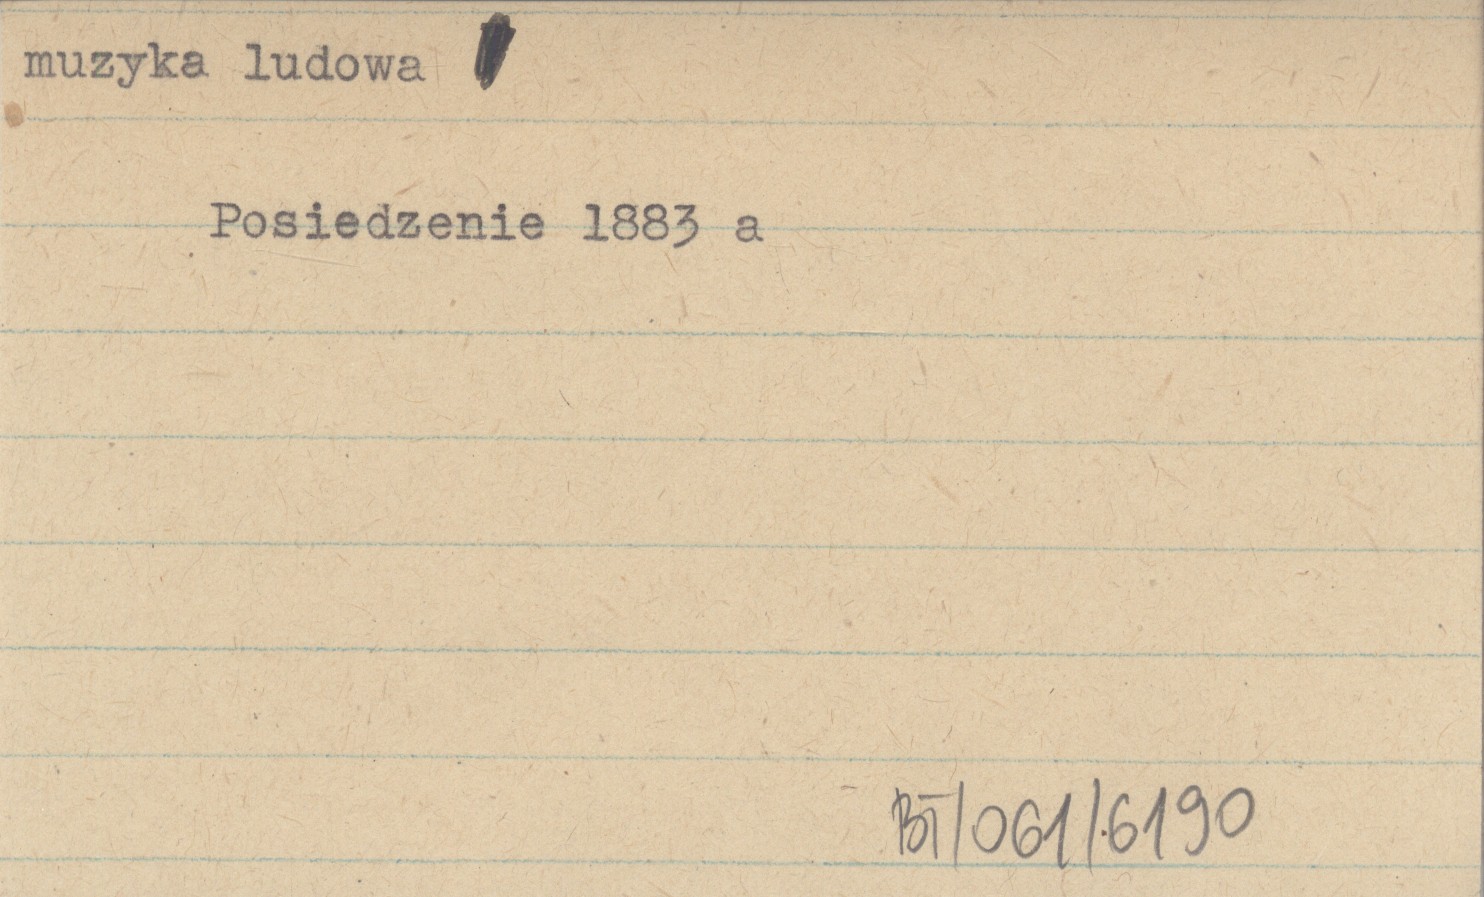 muzyka ludowa
Posiedzenie 1883 a
BT/061/6190